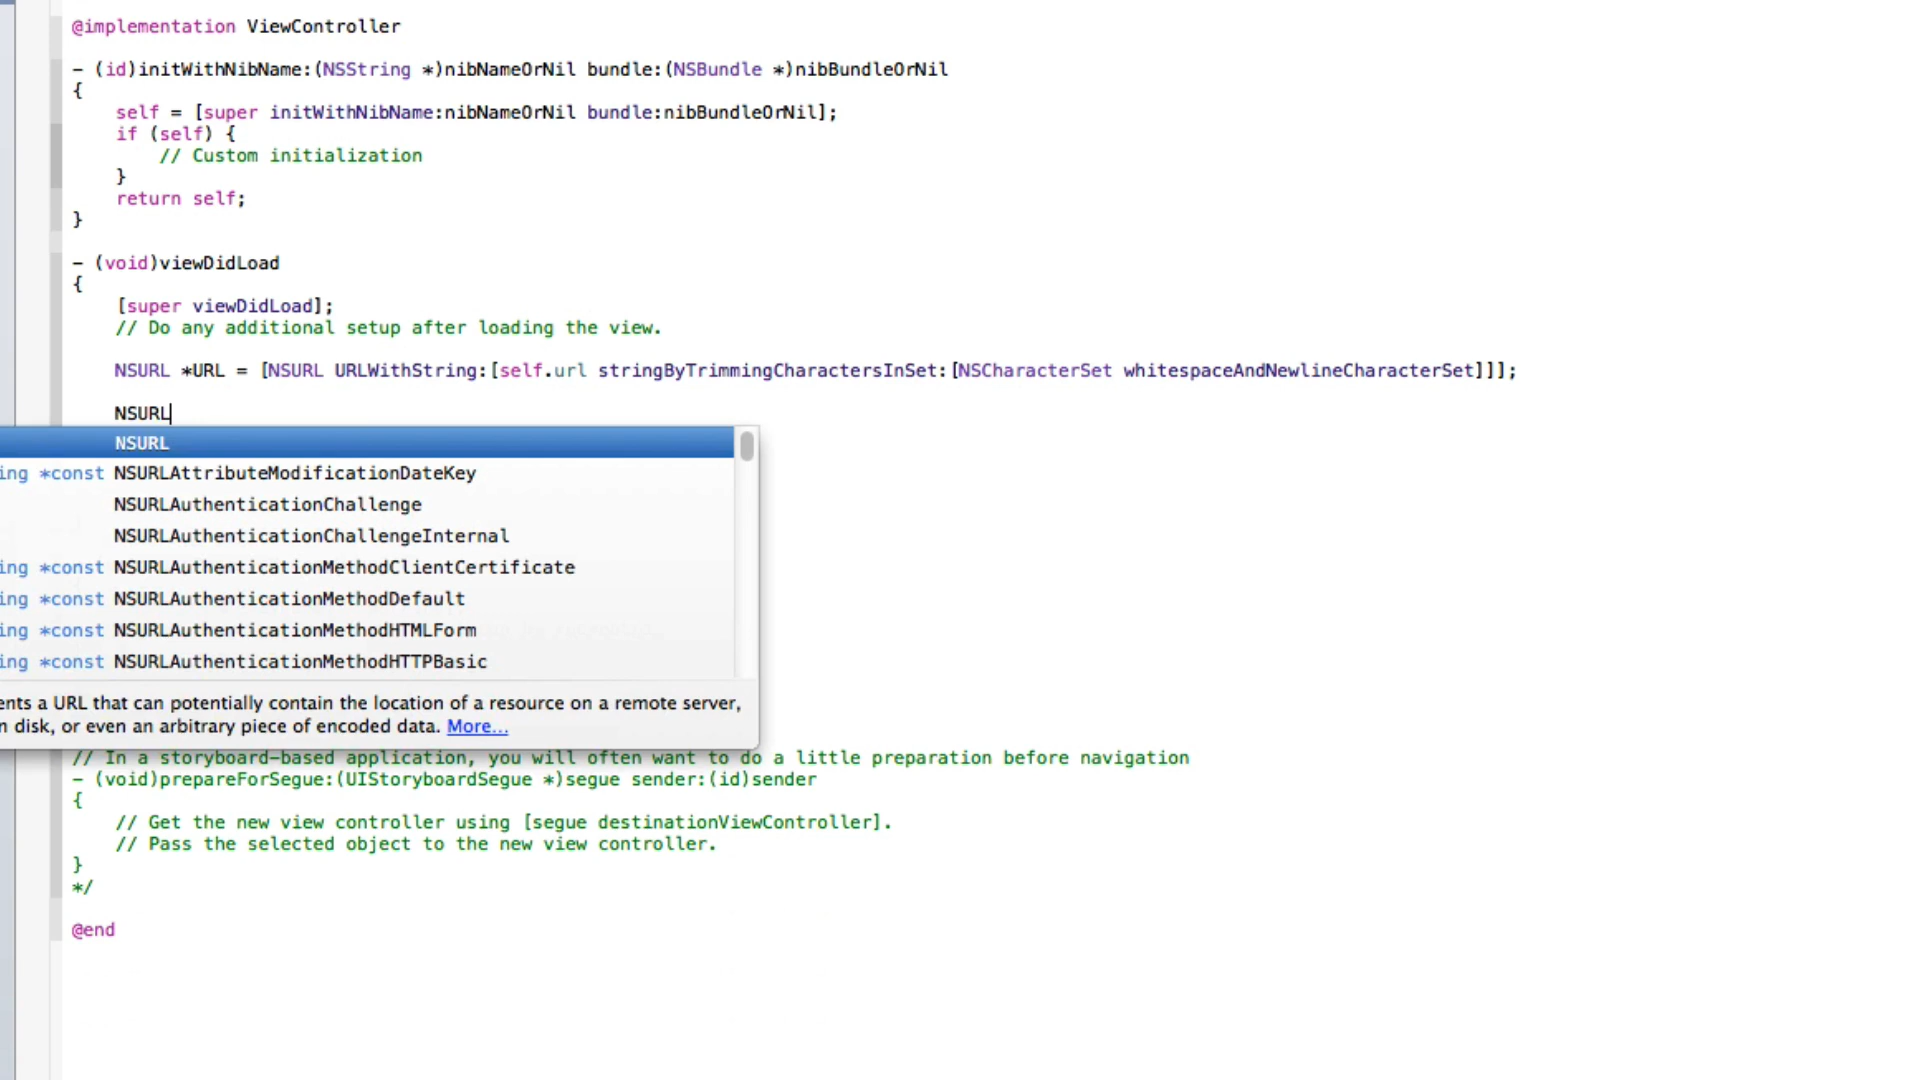 @implementation ViewController
- (id)initWithNibName:(NSString *)nibNameOrNil bundle:(NSBundle *)nibBundleOrNil
{
self = [super initWithNibName:nibNameOrNil bundle:nibBundleOrNil];
if (self) {
// Custom initialization
}
return self;
}
- (void)viewDidLoad
{
[super viewDidLoad];
// Do any additional setup after loading the view.
NSURL *URL = [NSURL URLWithString:[self.url stringByTrimmingCharactersInSet:[NSCharacterSet whitespaceAndNewlineCharacterSet]]];
NSURL
NSURL
ing *const NSURLAttributeModificationDateKey
NSURLAuthenticationChallenge
NSURLAuthenticationChallengeInternal
ing *const NSURLAuthenticationMethodClientCertificate
ing *const NSURLAuthenticationMethodDefault
ing *const NSURLAuthenticationMethodHTMLForm
ing *const NSURLAuthenticationMethodHTTPBasic
ents a URL that can potentially contain the location of a resource on a remote server,
n disk, or even an arbitrary piece of encoded data. More...
// In a storyboard-based application, you will often want to do a little preparation before navigation
- (void)prepareForSegue:(UIStoryboardSegue *)segue sender:(id)sender
{
// Get the new view controller using [segue destinationViewController].
// Pass the selected object to the new view controller.
}
*/
@end